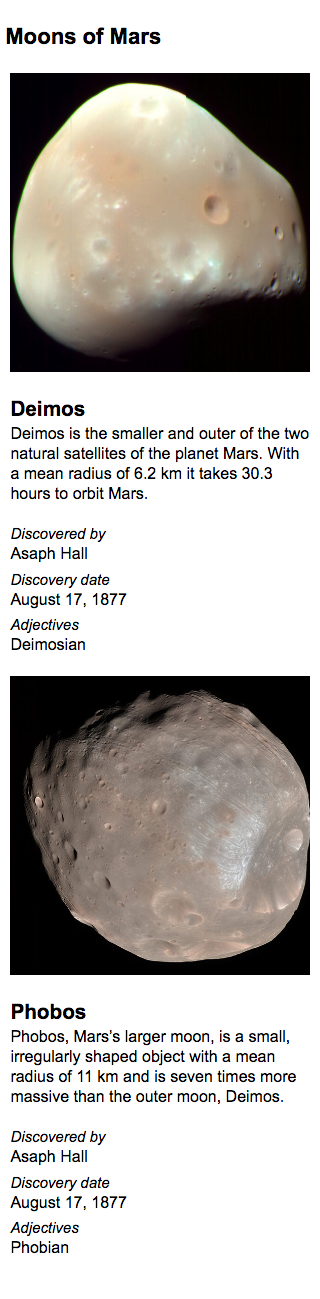 Moons of Mars
Deimos
Deimos is the smaller and outer of the two
natural satellites of the planet Mars. With
a mean radius of 6.2 km it takes 30.3
hours to orbit Mars.
Discovered by
Asaph Hall
Discovery date
August 17, 1877
Adjectives
Deimosian
Phobos
Phobos, Mars’s larger moon, is a small,
irregularly shaped object with a mean
radius of 11 km and is seven times more
massive than the outer moon, Deimos.
Discovered by
Asaph Hall
Discovery date
August 17, 1877
Adjectives
Phobian